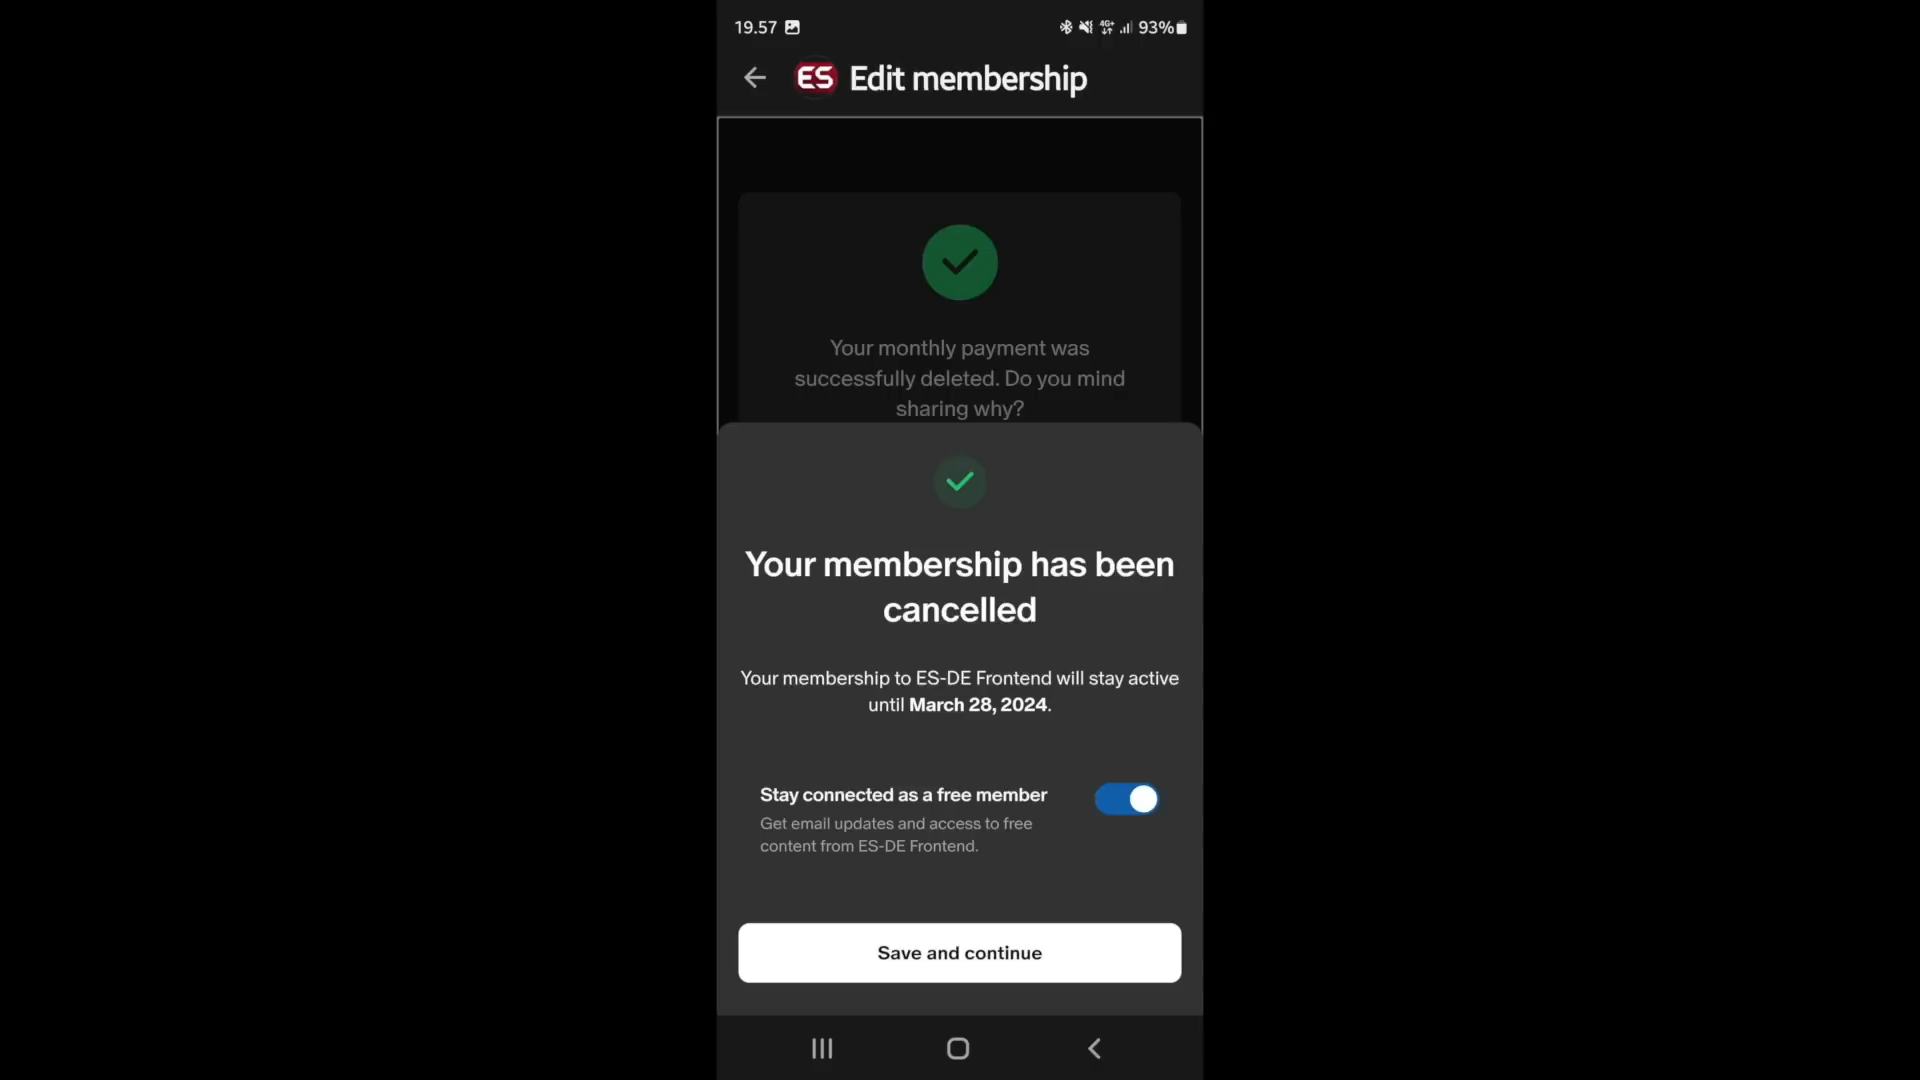 19.57
4G+
93%
ES Edit membership
Your monthly payment was
successfully deleted. Do you mind
sharing why?
Your membership has been
cancelled
Your membership to ES-DE Frontend will stay active
until March 28, 2024.
Stay connected as a free member
Get email updates and access to free
content from ES-DE Frontend.
Save and continue